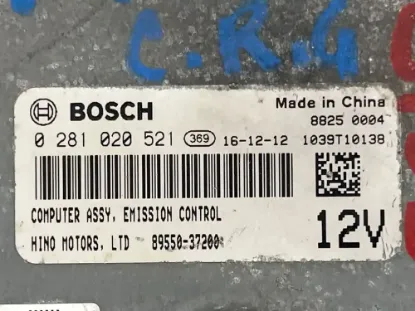 C.R.G
BOSCH
Made in China
8825 0004
0 281 020 521 369 16-12-12 1039T1013B
COMPUTER ASSY, EMISSION CONTROL
HINO MOTORS, LTD 89550-37200
12V